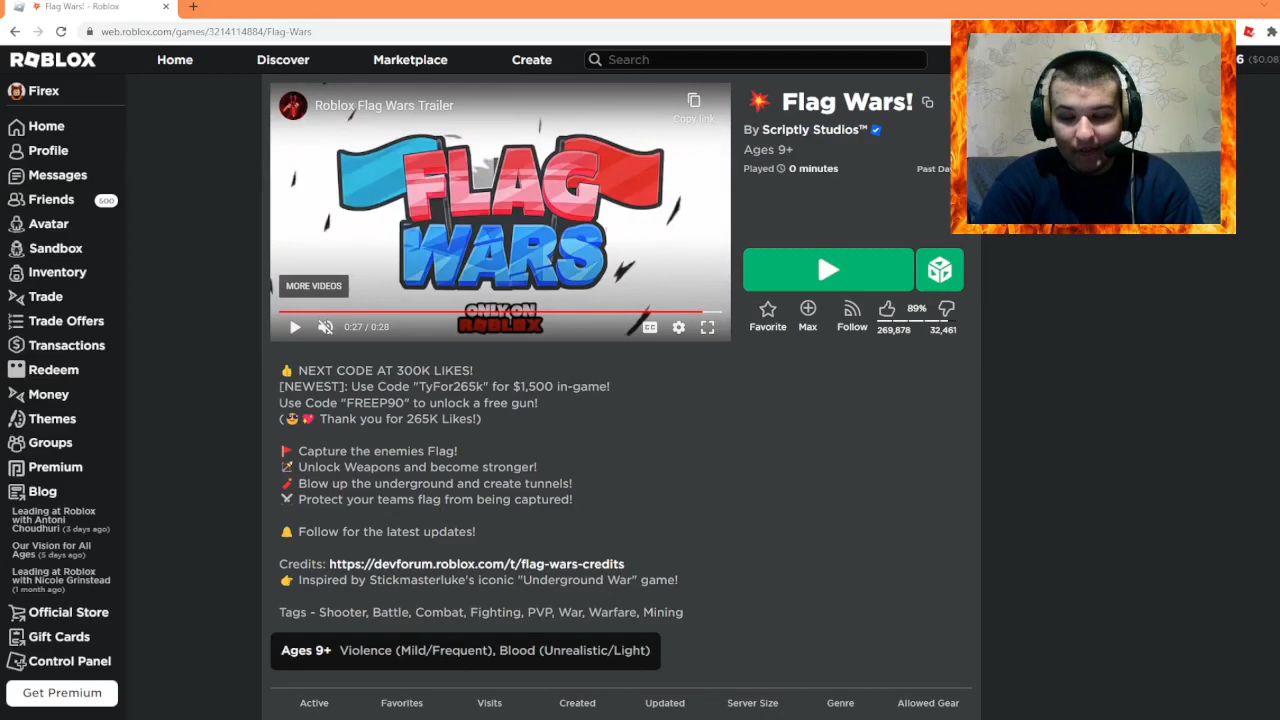 Flag Wars! - Roblox
web.roblox.com/games/3214114884/Flag-Wars
ROBLOX
Home
Discover
Marketplace
Create
Search
6 ($0.08
Firex
Home
Profile
Messages
Friends
500
Avatar
Sandbox
Inventory
Trade
Trade Offers
Transactions
Redeem
Money
Themes
Groups
Premium
Blog
Leading at Roblox
with Antoni
Choudhuri (3 days ago)
Our Vision for All
Ages (5 days ago)
Leading at Roblox
with Nicole Grinstead
(1 month ago)
Official Store
Gift Cards
Control Panel
Get Premium
Roblox Flag Wars Trailer
Copy link
FLAG
WARS
ONLY ON
ROBLOX
MORE VIDEOS
0:27 / 0:28
CC
💥 Flag Wars!
By Scriptly Studios™
Ages 9+
Played 0 minutes
Past Da
Favorite
Max
Follow
89%
269,878
32,461
👍 NEXT CODE AT 300K LIKES!
[NEWEST]: Use Code "TyFor265k" for $1,500 in-game!
Use Code "FREEP90" to unlock a free gun!
(🤠💖 Thank you for 265K Likes!)
🚩 Capture the enemies Flag!
🏹 Unlock Weapons and become stronger!
🧨 Blow up the underground and create tunnels!
⚔ Protect your teams flag from being captured!
🔔 Follow for the latest updates!
Credits: https://devforum.roblox.com/t/flag-wars-credits
👉 Inspired by Stickmasterluke's iconic "Underground War" game!
Tags - Shooter, Battle, Combat, Fighting, PVP, War, Warfare, Mining
Ages 9+ Violence (Mild/Frequent), Blood (Unrealistic/Light)
Active
Favorites
Visits
Created
Updated
Server Size
Genre
Allowed Gear